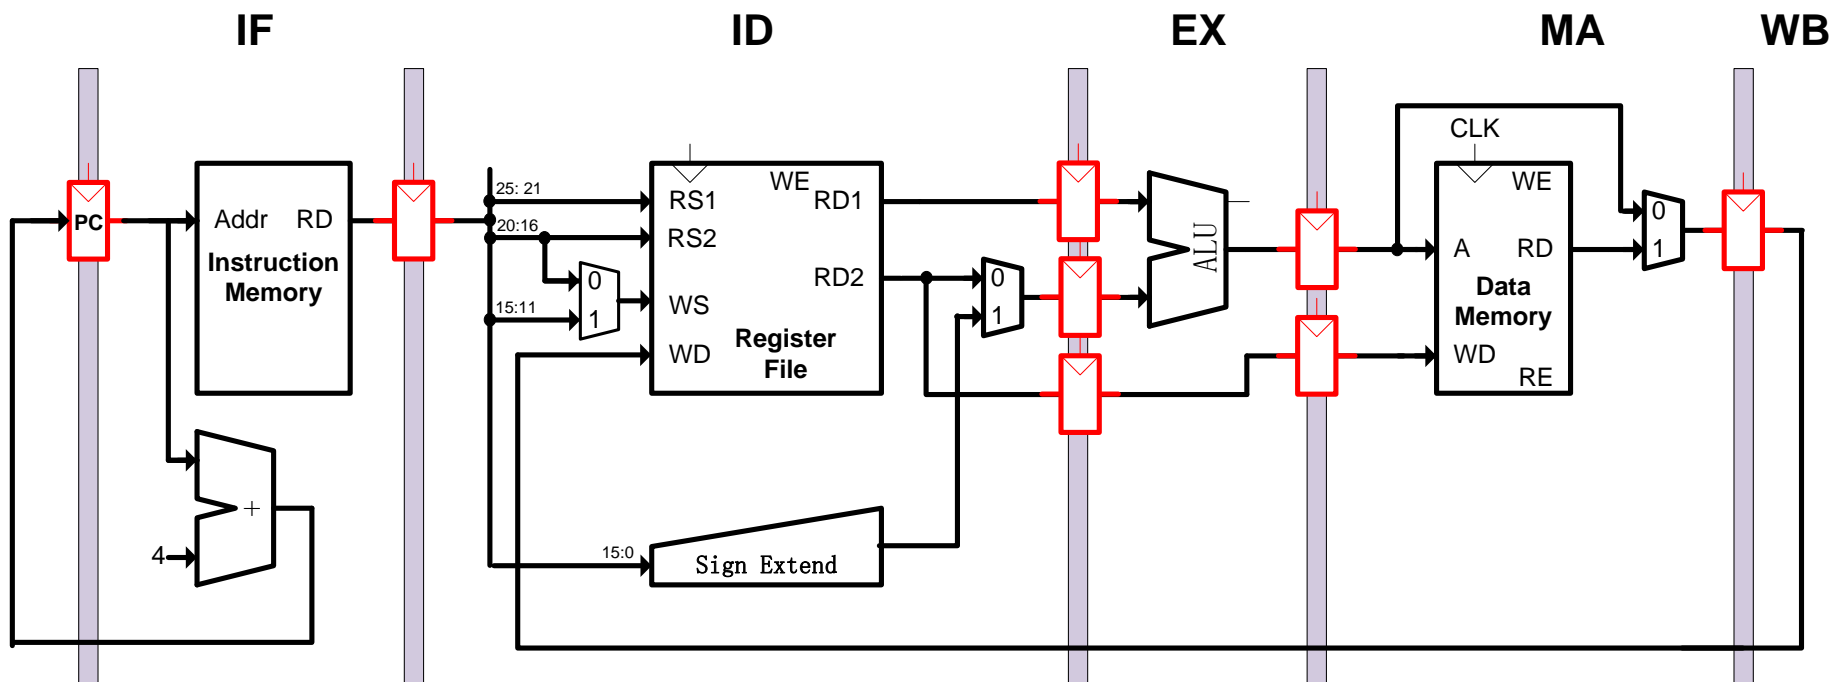 IF
ID
EX
MA
WB
PC
Addr
RD
Instruction
Memory
+
4
25: 21
20:16
15:11
15:0
0
1
RS1
RS2
WS
WD
WE
RD1
RD2
Register
File
Sign Extend
0
1
ALU
CLK
WE
A
RD
Data
Memory
WD
RE
0
1